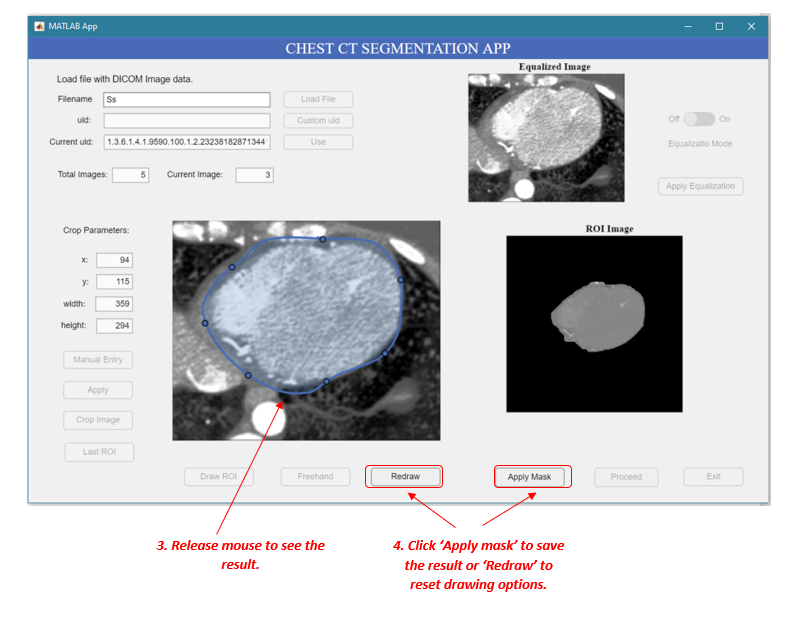 MATLAB App
CHEST CT SEGMENTATION APP
Load file with DICOM Image data.
Filename Ss Load File
uid: Custom uid
Current uid: 1.3.6.1.4.1.9590.100.1.2.23238182871344 Use
Total Images: 5 Current Image: 3
Equalized Image
Off On
Equalizatio Mode
Apply Equalization
Crop Parameters:
x: 94
y: 115
width: 359
height: 294
Manual Entry
Apply
Crop Image
Last ROI
ROI Image
Draw ROI Freehand Redraw Apply Mask Proceed Exit
3. Release mouse to see the
result.
4. Click ‘Apply mask’ to save
the result or ‘Redraw’ to
reset drawing options.